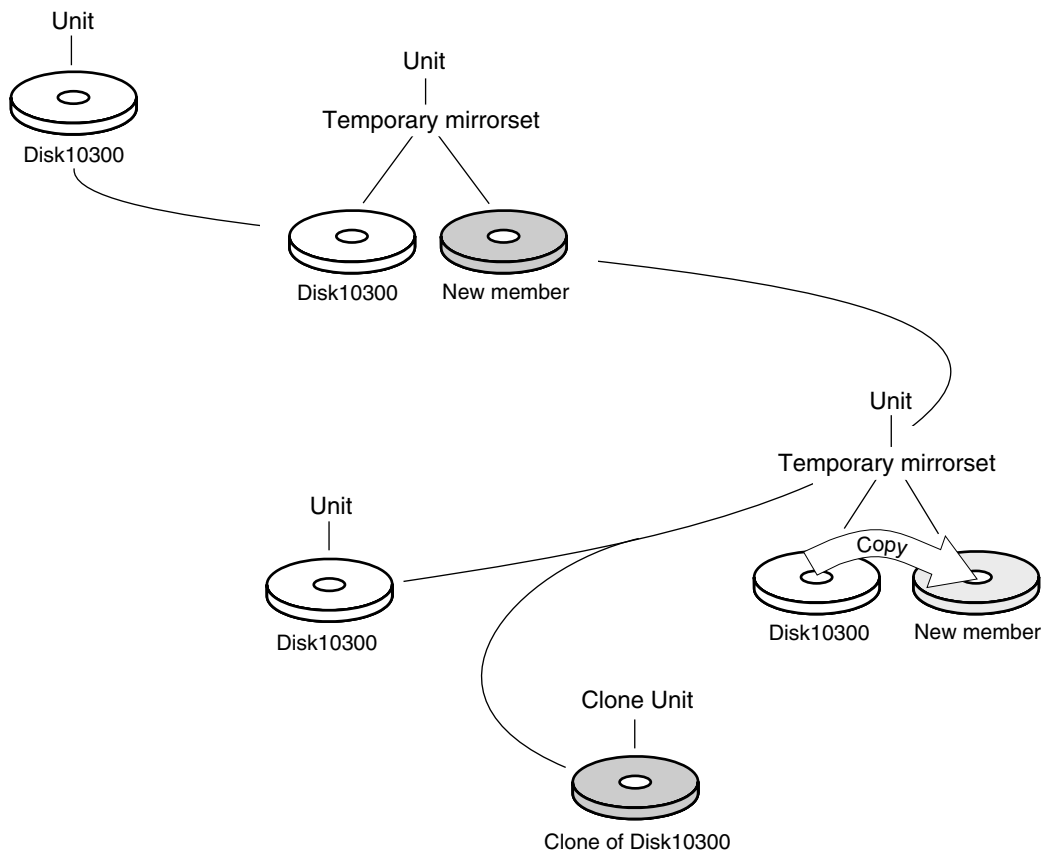 Unit
Disk10300
Unit
Temporary mirrorset
Disk10300
New member
Unit
Temporary mirrorset
Copy
Disk10300
New member
Unit
Disk10300
Clone Unit
Clone of Disk10300